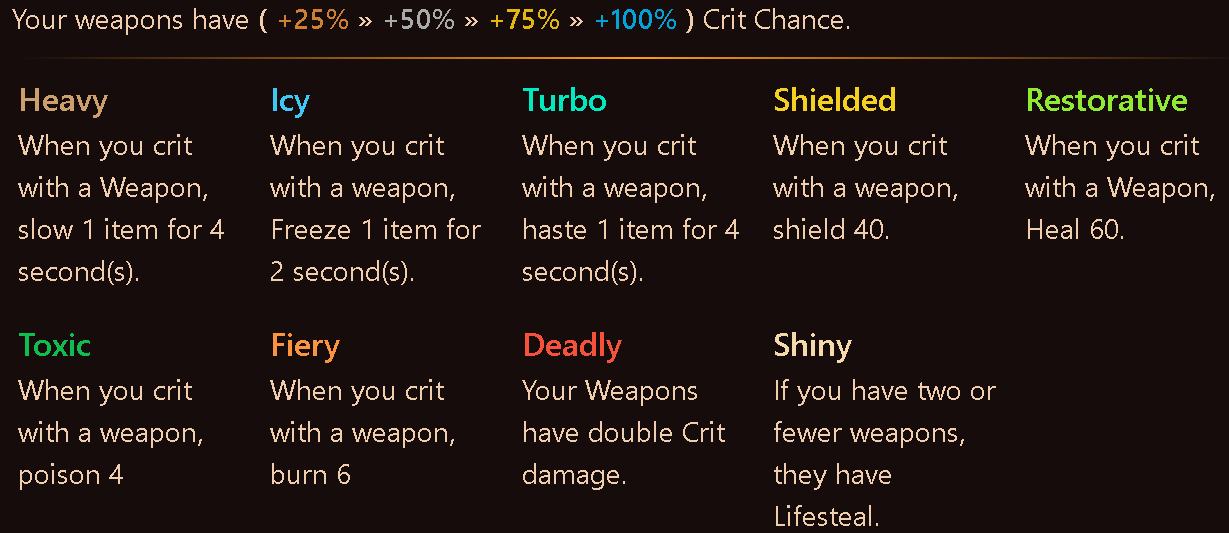 Your weapons have ( +25% » +50% » +75% » +100% ) Crit Chance.
Heavy
When you crit
with a Weapon,
slow 1 item for 4
second(s).
Icy
When you crit
with a weapon,
Freeze 1 item for
2 second(s).
Turbo
When you crit
with a weapon,
haste 1 item for 4
second(s).
Shielded
When you crit
with a weapon,
shield 40.
Restorative
When you crit
with a Weapon,
Heal 60.
Toxic
When you crit
with a weapon,
poison 4
Fiery
When you crit
with a weapon,
burn 6
Deadly
Your Weapons
have double Crit
damage.
Shiny
If you have two or
fewer weapons,
they have
Lifesteal.